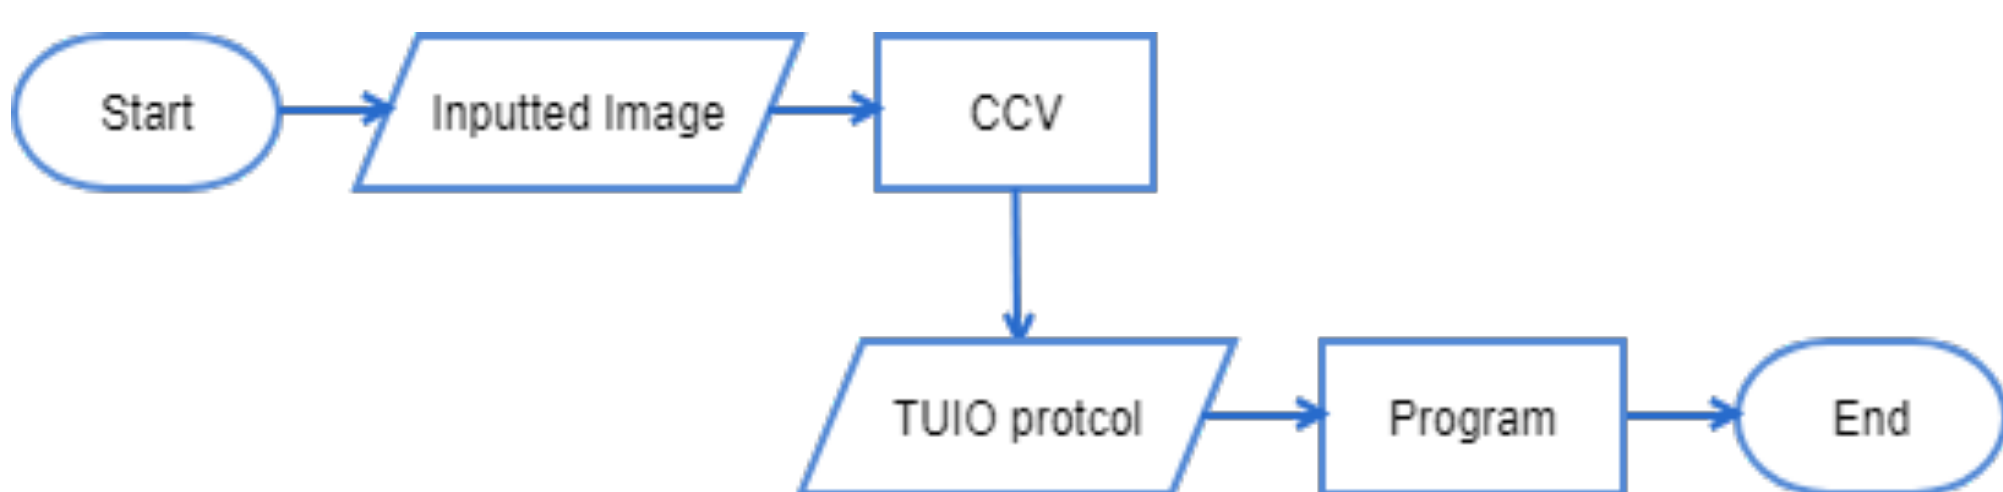 Start
Inputted Image
CCV
TUIO protcol
Program
End